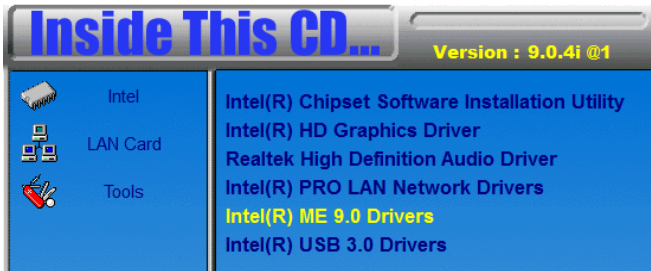 Inside This CD...
Version : 9.0.4i @1
Intel
LAN Card
Tools
Intel(R) Chipset Software Installation Utility
Intel(R) HD Graphics Driver
Realtek High Definition Audio Driver
Intel(R) PRO LAN Network Drivers
Intel(R) ME 9.0 Drivers
Intel(R) USB 3.0 Drivers